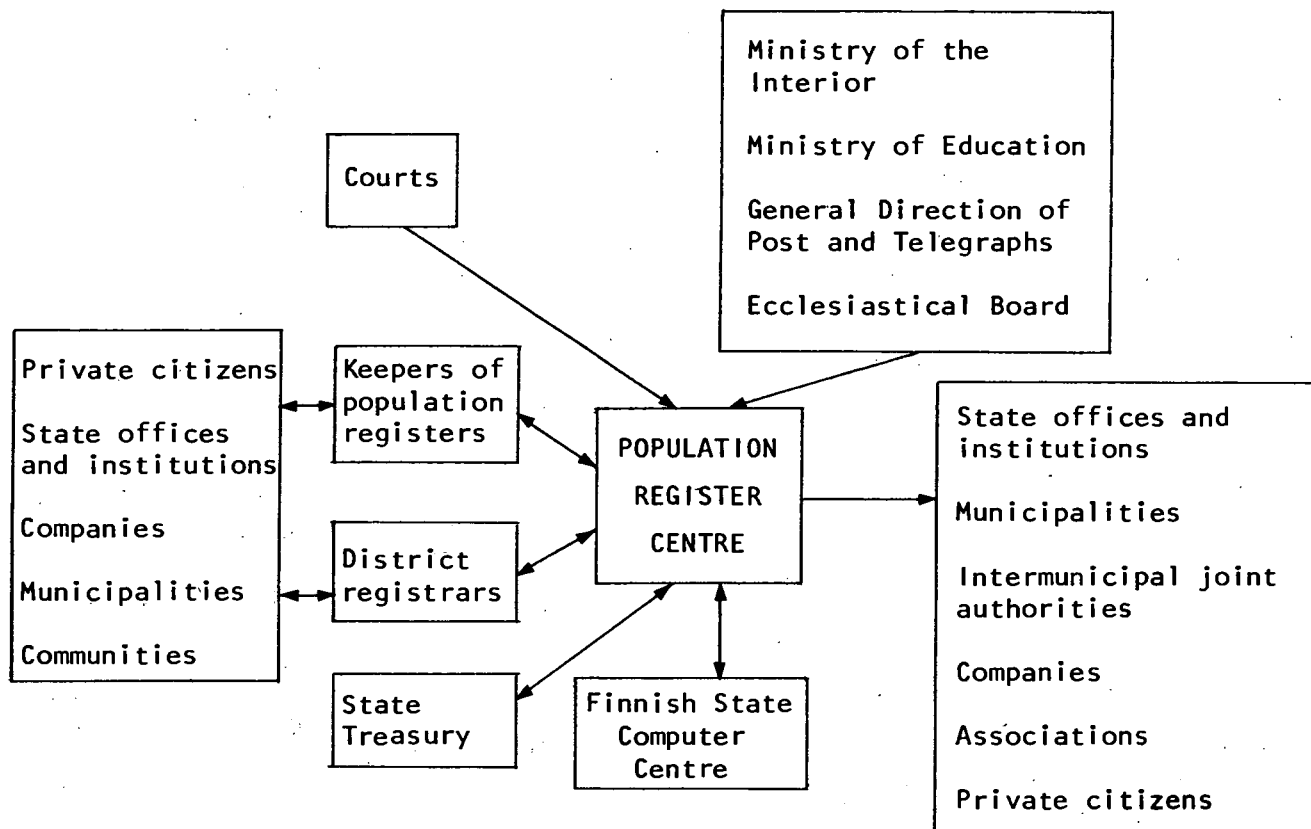 Ministry of the
Interior
Ministry of Education
General Direction of
Post and Telegraphs
Ecclesiastical Board
Courts
Private citizens
State offices
and institutions
Companies
Municipalities
Communities
Keepers of
population
registers
District
registrars
State
Treasury
POPULATION
REGISTER
CENTRE
Finnish State
Computer
Centre
State offices and
institutions
Municipalities
Intermunicipal joint
authorities
Companies
Associations
Private citizens